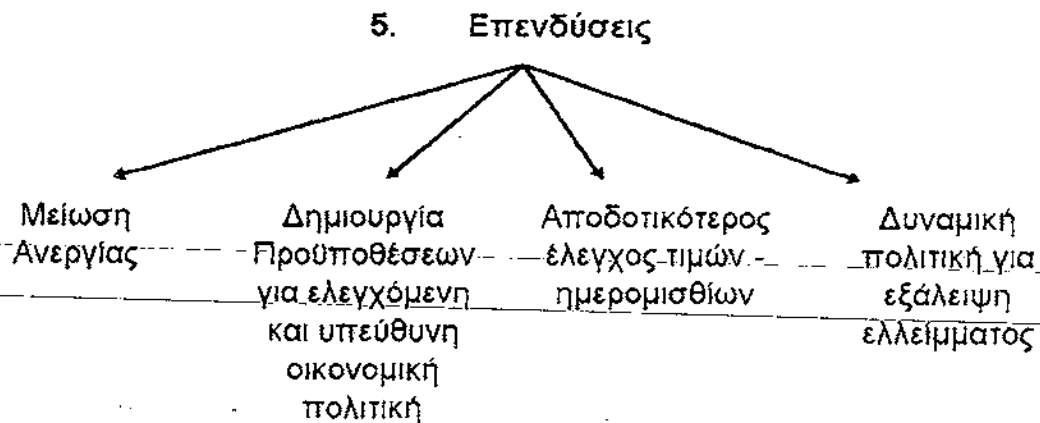 5. Επενδύσεις
Μείωση
Ανεργίας
Δημιουργία
Προϋποθέσεων
για ελεγχόμενη
και υπεύθυνη
οικονομική
πολιτική
Αποδοτικότερος
έλεγχος τιμών -
ημερομισθίων
Δυναμική
πολιτική για
εξάλειψη
ελλείμματος